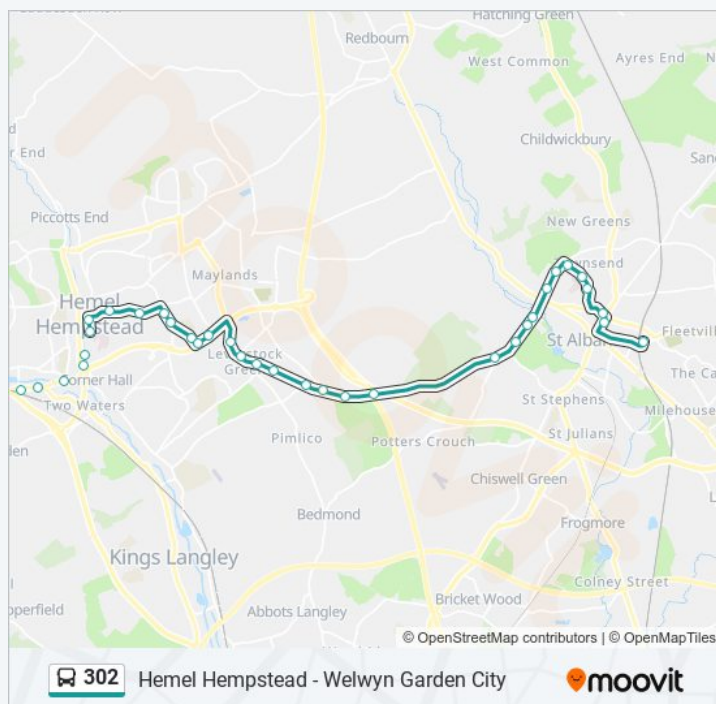 Hatching Green
Redbourn
West Common
Ayres End
Childwickbury
r End
Piccotts End
New Greens
Maylands
Hemel
Hempstead
Fleetville
St Alba
Green
Corner Hall
Two Waters
St Stephens
The Ca
Milehouse
St Julians
Pimlico
Potters Crouch
Chiswell Green
Bedmond
Frogmore
Kings Langley
Colney Street
Bricket Wood
Abbots Langley
© OpenStreetMap contributors | © OpenMapTiles
302 Hemel Hempstead - Welwyn Garden City
moovit